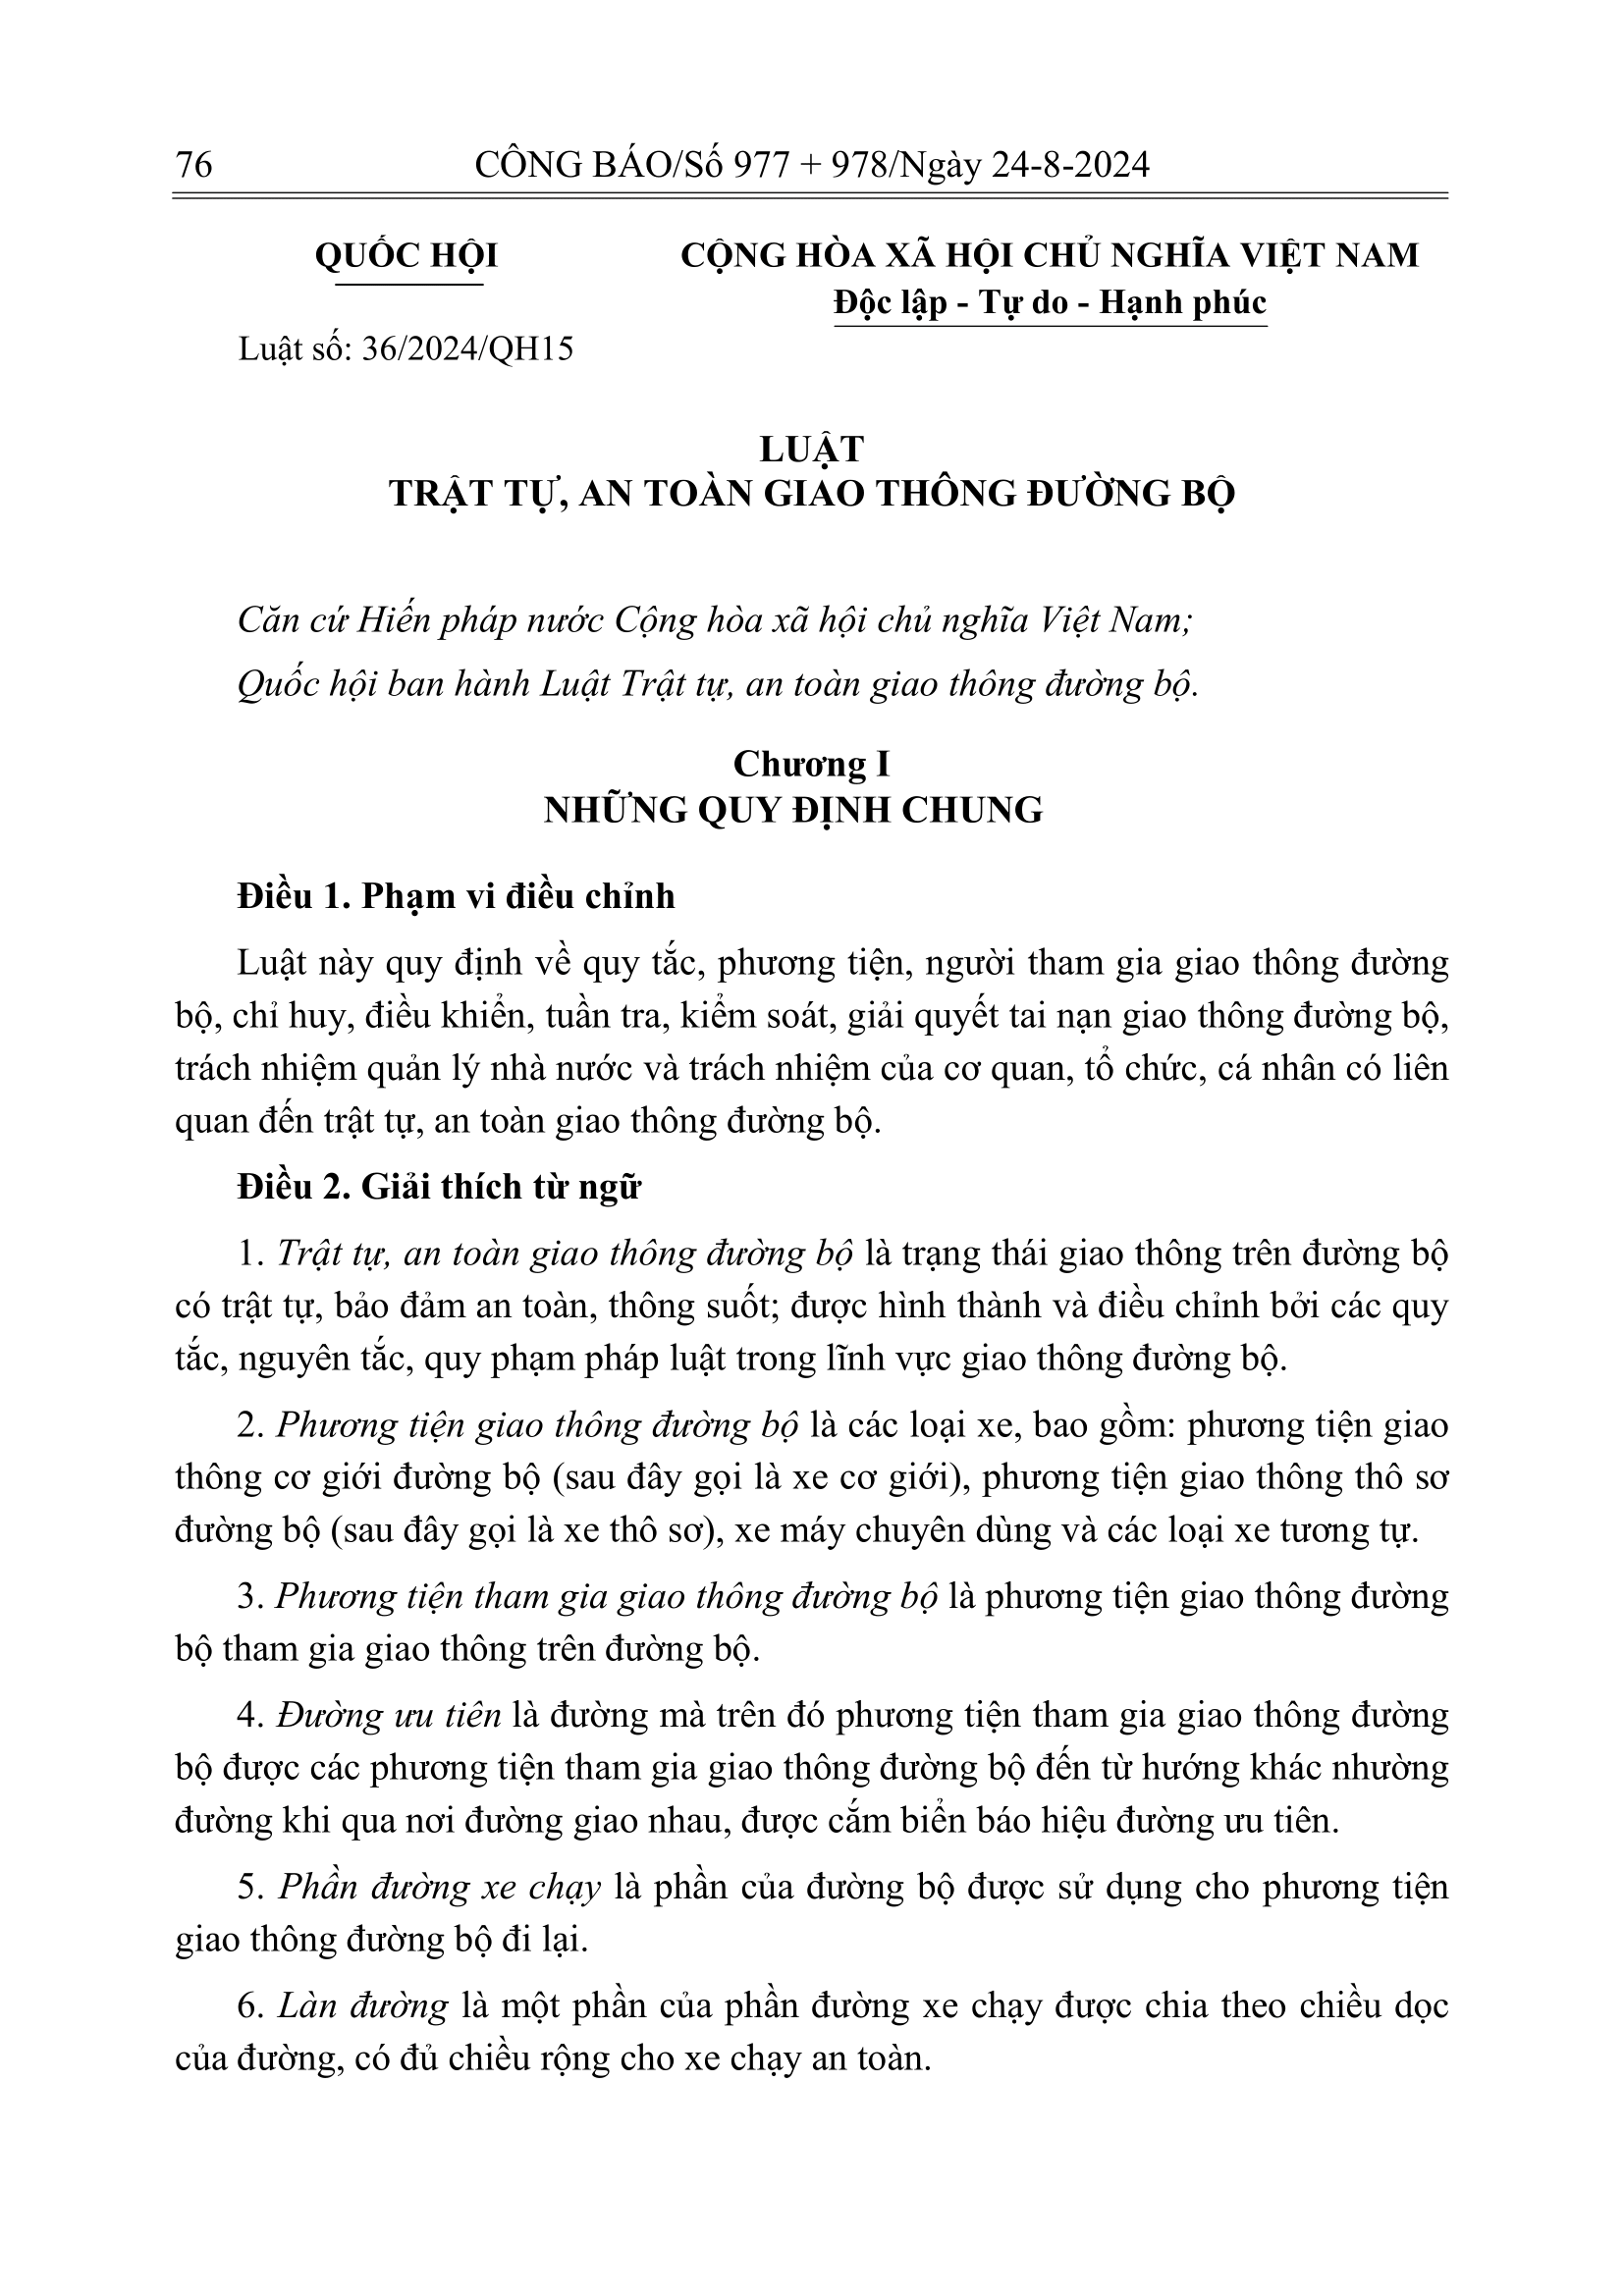 76
CÔNG BÁO/Số 977 + 978/Ngày 24-8-2024
QUỐC HỘI
CỘNG HÒA XÃ HỘI CHỦ NGHĨA VIỆT NAM
Độc lập - Tự do - Hạnh phúc
Luật số: 36/2024/QH15
LUẬT
TRẬT TỰ, AN TOÀN GIAO THÔNG ĐƯỜNG BỘ
Căn cứ Hiến pháp nước Cộng hòa xã hội chủ nghĩa Việt Nam;
Quốc hội ban hành Luật Trật tự, an toàn giao thông đường bộ.
Chương I
NHỮNG QUY ĐỊNH CHUNG
Điều 1. Phạm vi điều chỉnh
Luật này quy định về quy tắc, phương tiện, người tham gia giao thông đường
bộ, chỉ huy, điều khiển, tuần tra, kiểm soát, giải quyết tai nạn giao thông đường bộ,
trách nhiệm quản lý nhà nước và trách nhiệm của cơ quan, tổ chức, cá nhân có liên
quan đến trật tự, an toàn giao thông đường bộ.
Điều 2. Giải thích từ ngữ
1. Trật tự, an toàn giao thông đường bộ là trạng thái giao thông trên đường bộ
có trật tự, bảo đảm an toàn, thông suốt; được hình thành và điều chỉnh bởi các quy
tắc, nguyên tắc, quy phạm pháp luật trong lĩnh vực giao thông đường bộ.
2. Phương tiện giao thông đường bộ là các loại xe, bao gồm: phương tiện giao
thông cơ giới đường bộ (sau đây gọi là xe cơ giới), phương tiện giao thông thô sơ
đường bộ (sau đây gọi là xe thô sơ), xe máy chuyên dùng và các loại xe tương tự.
3. Phương tiện tham gia giao thông đường bộ là phương tiện giao thông đường
bộ tham gia giao thông trên đường bộ.
4. Đường ưu tiên là đường mà trên đó phương tiện tham gia giao thông đường
bộ được các phương tiện tham gia giao thông đường bộ đến từ hướng khác nhường
đường khi qua nơi đường giao nhau, được cắm biển báo hiệu đường ưu tiên.
5. Phần đường xe chạy là phần của đường bộ được sử dụng cho phương tiện
giao thông đường bộ đi lại.
6. Làn đường là một phần của phần đường xe chạy được chia theo chiều dọc
của đường, có đủ chiều rộng cho xe chạy an toàn.